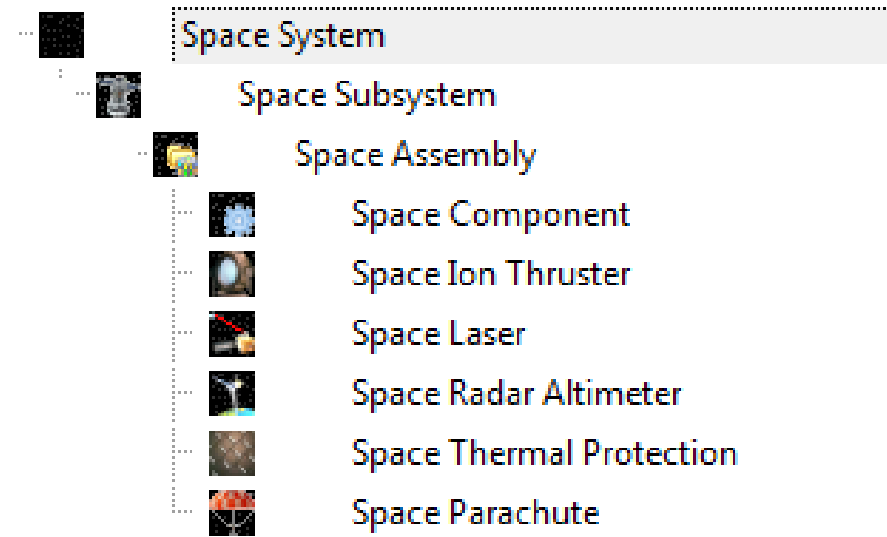 Space System
Space Subsystem
Space Assembly
Space Component
Space Ion Thruster
Space Laser
Space Radar Altimeter
Space Thermal Protection
Space Parachute